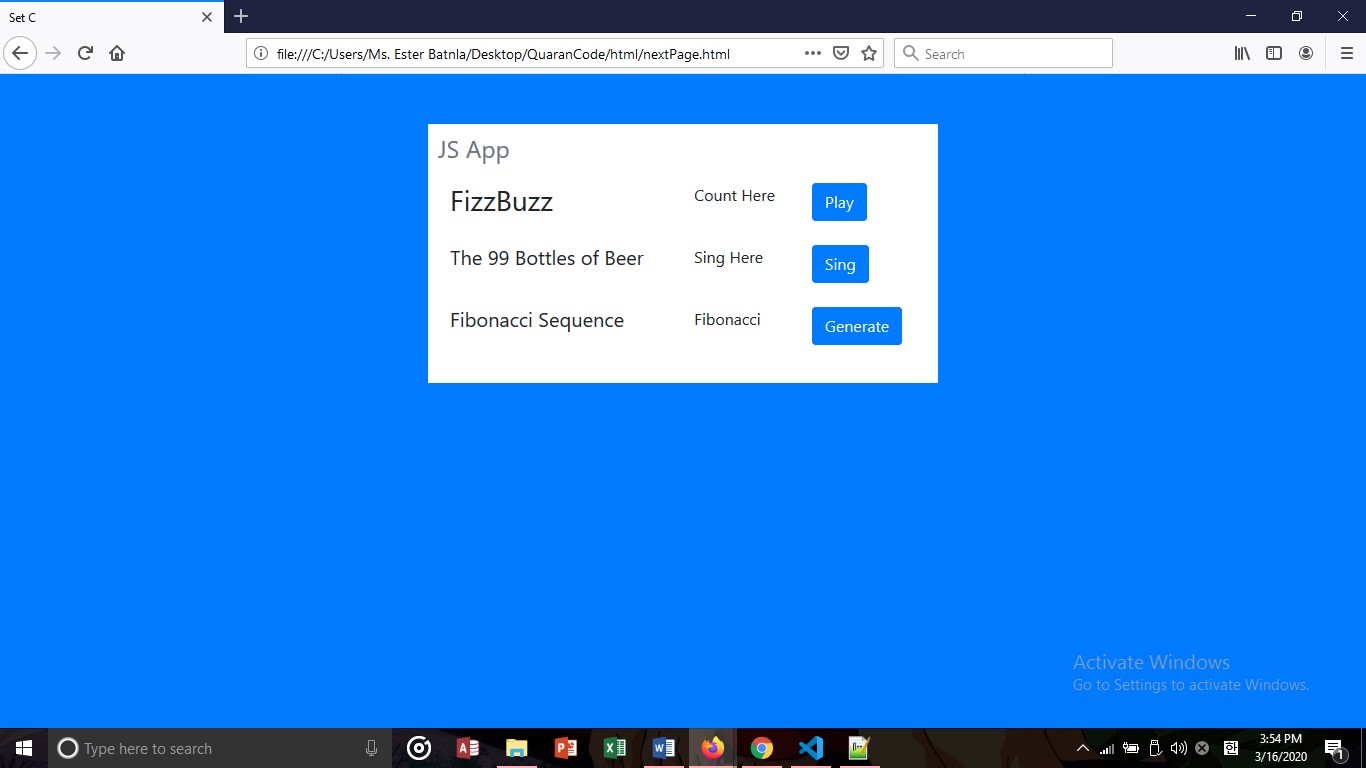 Set C
file:///C:/Users/Ms. Ester Batnla/Desktop/QuaranCode/html/nextPage.html
Search
JS App
FizzBuzz Count Here Play
The 99 Bottles of Beer Sing Here Sing
Fibonacci Sequence Fibonacci Generate
Activate Windows
Go to Settings to activate Windows.
Type here to search
3:54 PM
3/16/2020
1